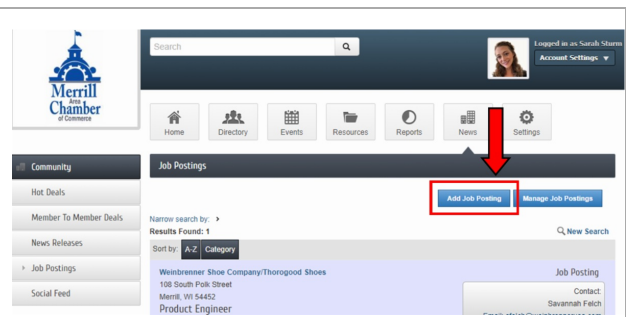 Merrill
Area
Chamber
of Commerce
Search
Logged in as Sarah Sturm
Account Settings
Home
Directory
Events
Resources
Reports
News
Settings
Community
Hot Deals
Member To Member Deals
News Releases
Job Postings
Social Feed
Job Postings
Add Job Posting
Manage Job Postings
Narrow search by:
Results Found: 1
New Search
Sort by: A-Z Category
Weinbrenner Shoe Company/Thorogood Shoes
Job Posting
108 South Polk Street
Merrill, WI 54452
Product Engineer
Contact:
Savannah Felch